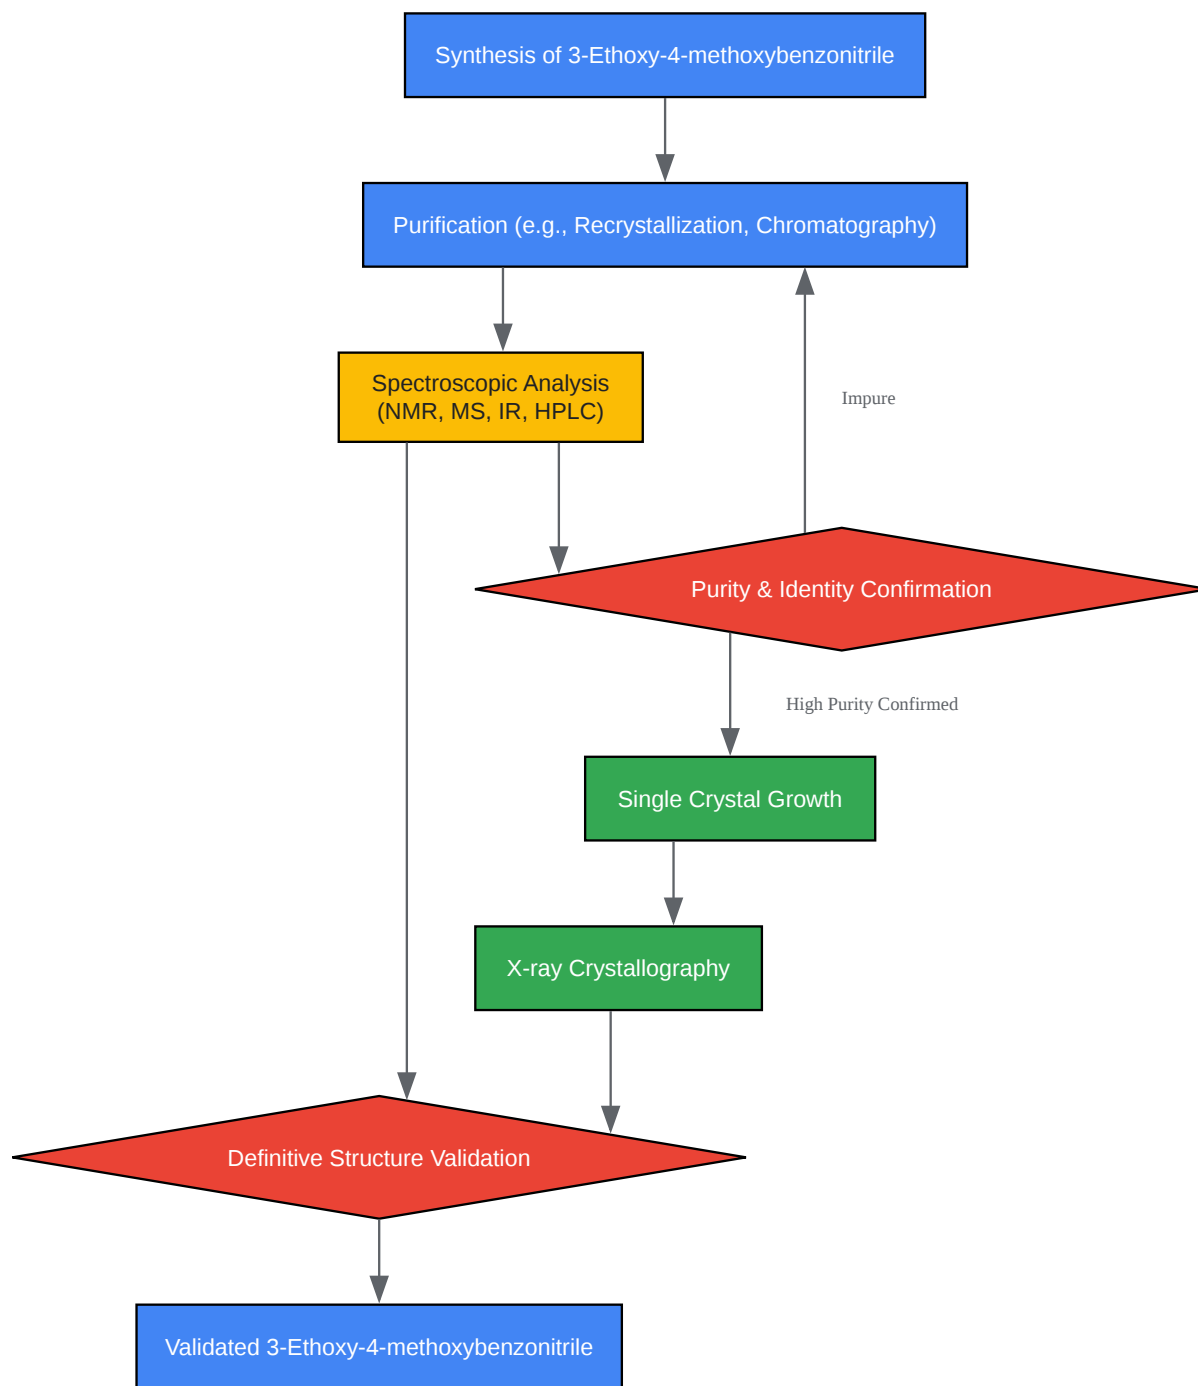 Synthesis of 3-Ethoxy-4-methoxybenzonitrile
Purification (e.g., Recrystallization, Chromatography)
Spectroscopic Analysis
(NMR, MS, IR, HPLC)
Impure
Purity & Identity Confirmation
High Purity Confirmed
Single Crystal Growth
X-ray Crystallography
Definitive Structure Validation
Validated 3-Ethoxy-4-methoxybenzonitrile